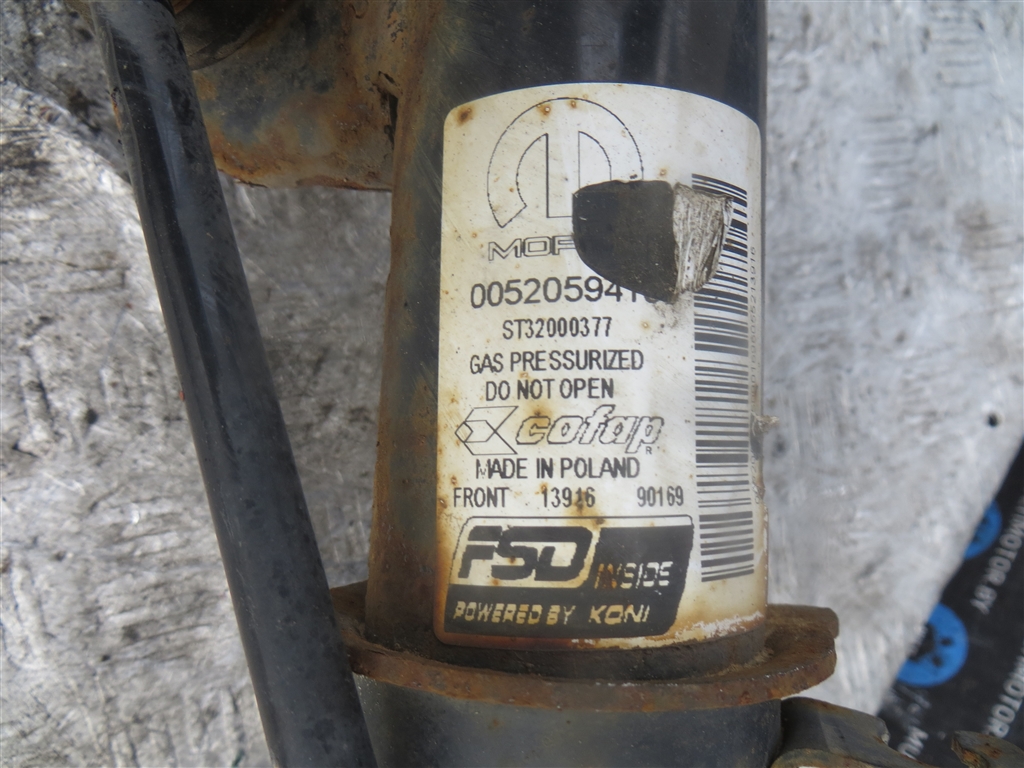 005205941
ST32000377
GAS PRESSURIZED
DO NOT OPEN
cofap
MADE IN POLAND
FRONT 13916 90169
FSD INSIDE
POWERED BY KONI